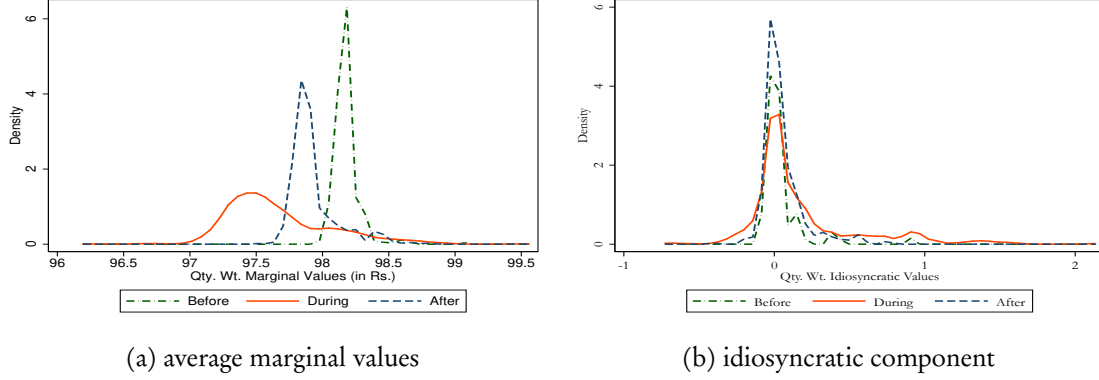 6
4
2
0
Density
96 96.5 97 97.5 98 98.5 99 99.5
Qty. Wt. Marginal Values (in Rs.)
Before During After
(a) average marginal values
6
4
2
0
Density
-1 0 1 2
Qty. Wt. Idiosyncratic Values
Before During After
(b) idiosyncratic component